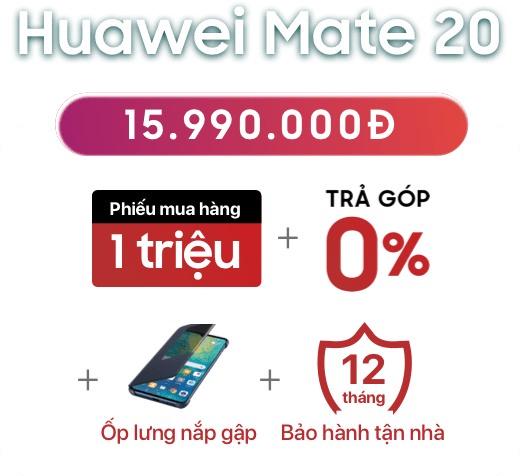 Huawei Mate 20
15.990.000Đ
Phiếu mua hàng
1 triệu
+
TRẢ GÓP
0%
+
Ốp lưng nắp gập
+
12
tháng
Bảo hành tận nhà